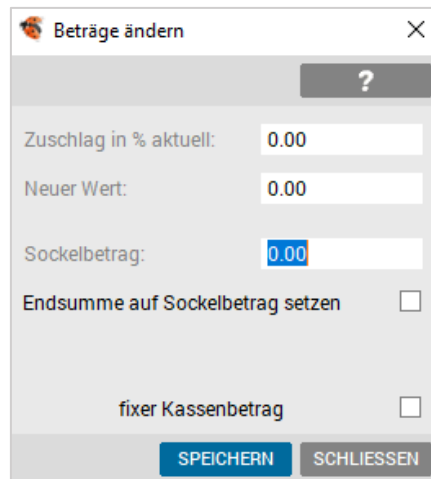 Beträge ändern
?
Zuschlag in % aktuell: 0.00
Neuer Wert: 0.00
Sockelbetrag: 0.00
Endsumme auf Sockelbetrag setzen
fixer Kassenbetrag
SPEICHERN SCHLIESSEN